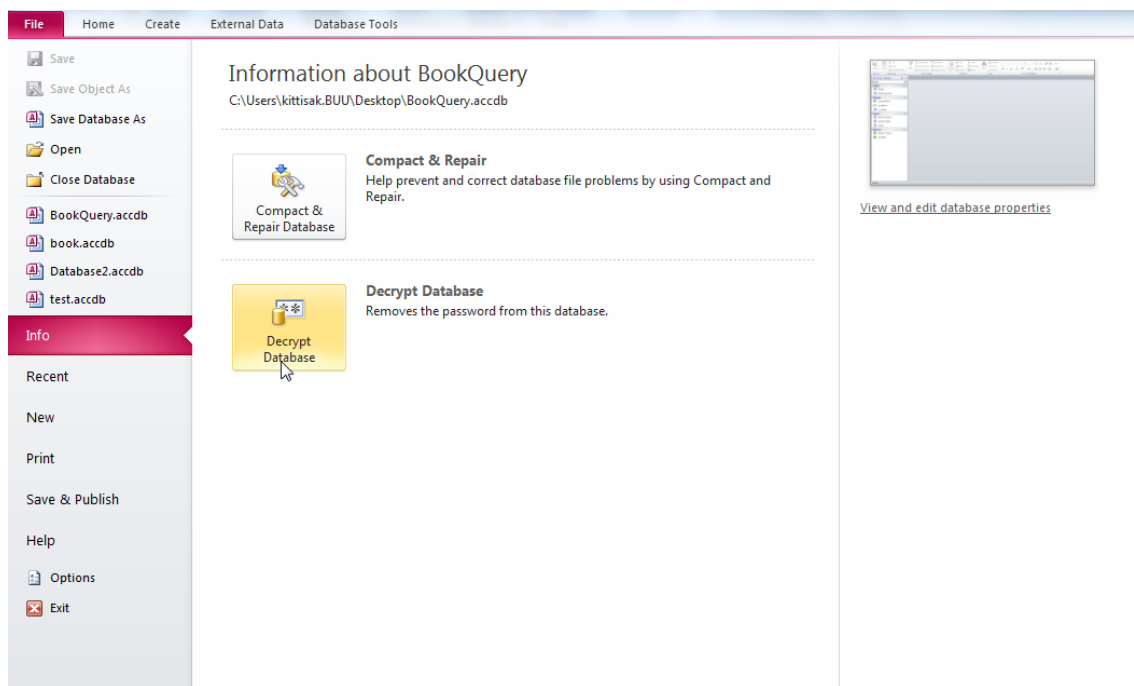 File Home Create External Data Database Tools
Save
Save Object As
Save Database As
Open
Close Database
BookQuery.accdb
book.accdb
Database2.accdb
test.accdb
Info
Recent
New
Print
Save & Publish
Help
Options
Exit
Information about BookQuery
C:\Users\kittisak.BUU\Desktop\BookQuery.accdb
Compact &
Repair Database
Compact & Repair
Help prevent and correct database file problems by using Compact and
Repair.
Decrypt
Database
Decrypt Database
Removes the password from this database.
View and edit database properties